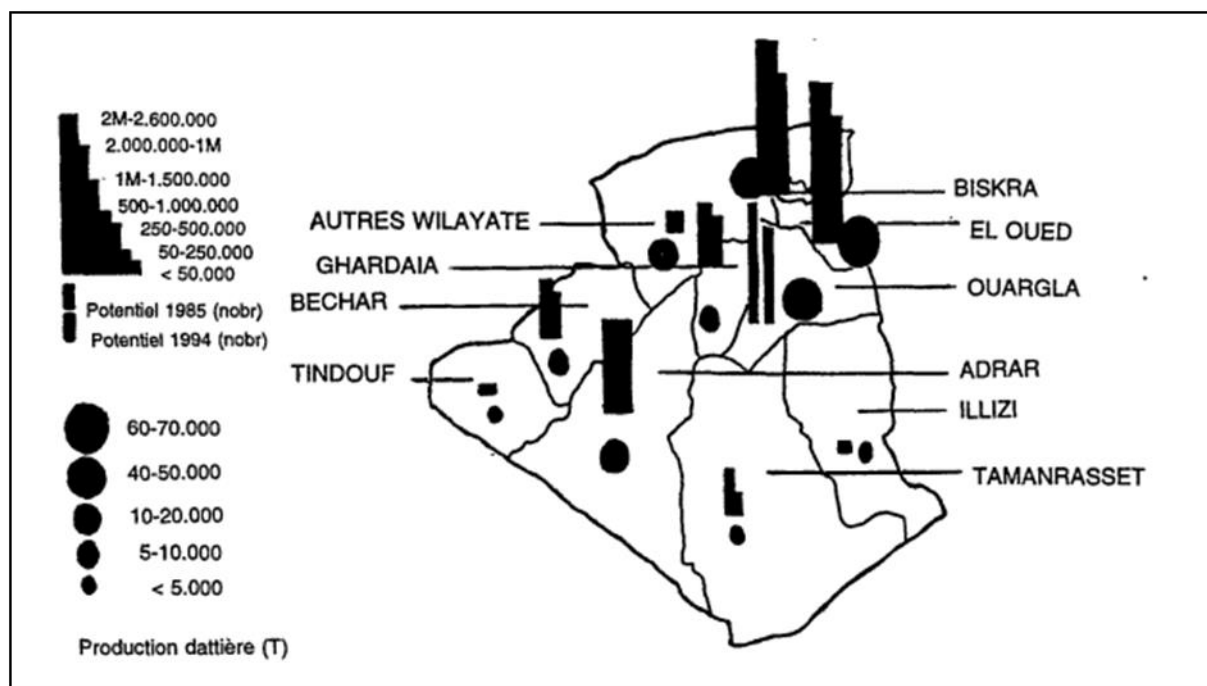 2M-2.600.000
2.000.000-1M
1M-1.500.000
500-1.000.000
250-500.000
50-250.000
< 50.000
Potentiel 1985 (nobr)
Potentiel 1994 (nobr)
60-70.000
40-50.000
10-20.000
5-10.000
< 5.000
Production dattière (T)
AUTRES WILAYATE
GHARDAIA
BECHAR
TINDOUF
BISKRA
EL OUED
OUARGLA
ADRAR
ILLIZI
TAMANRASSET